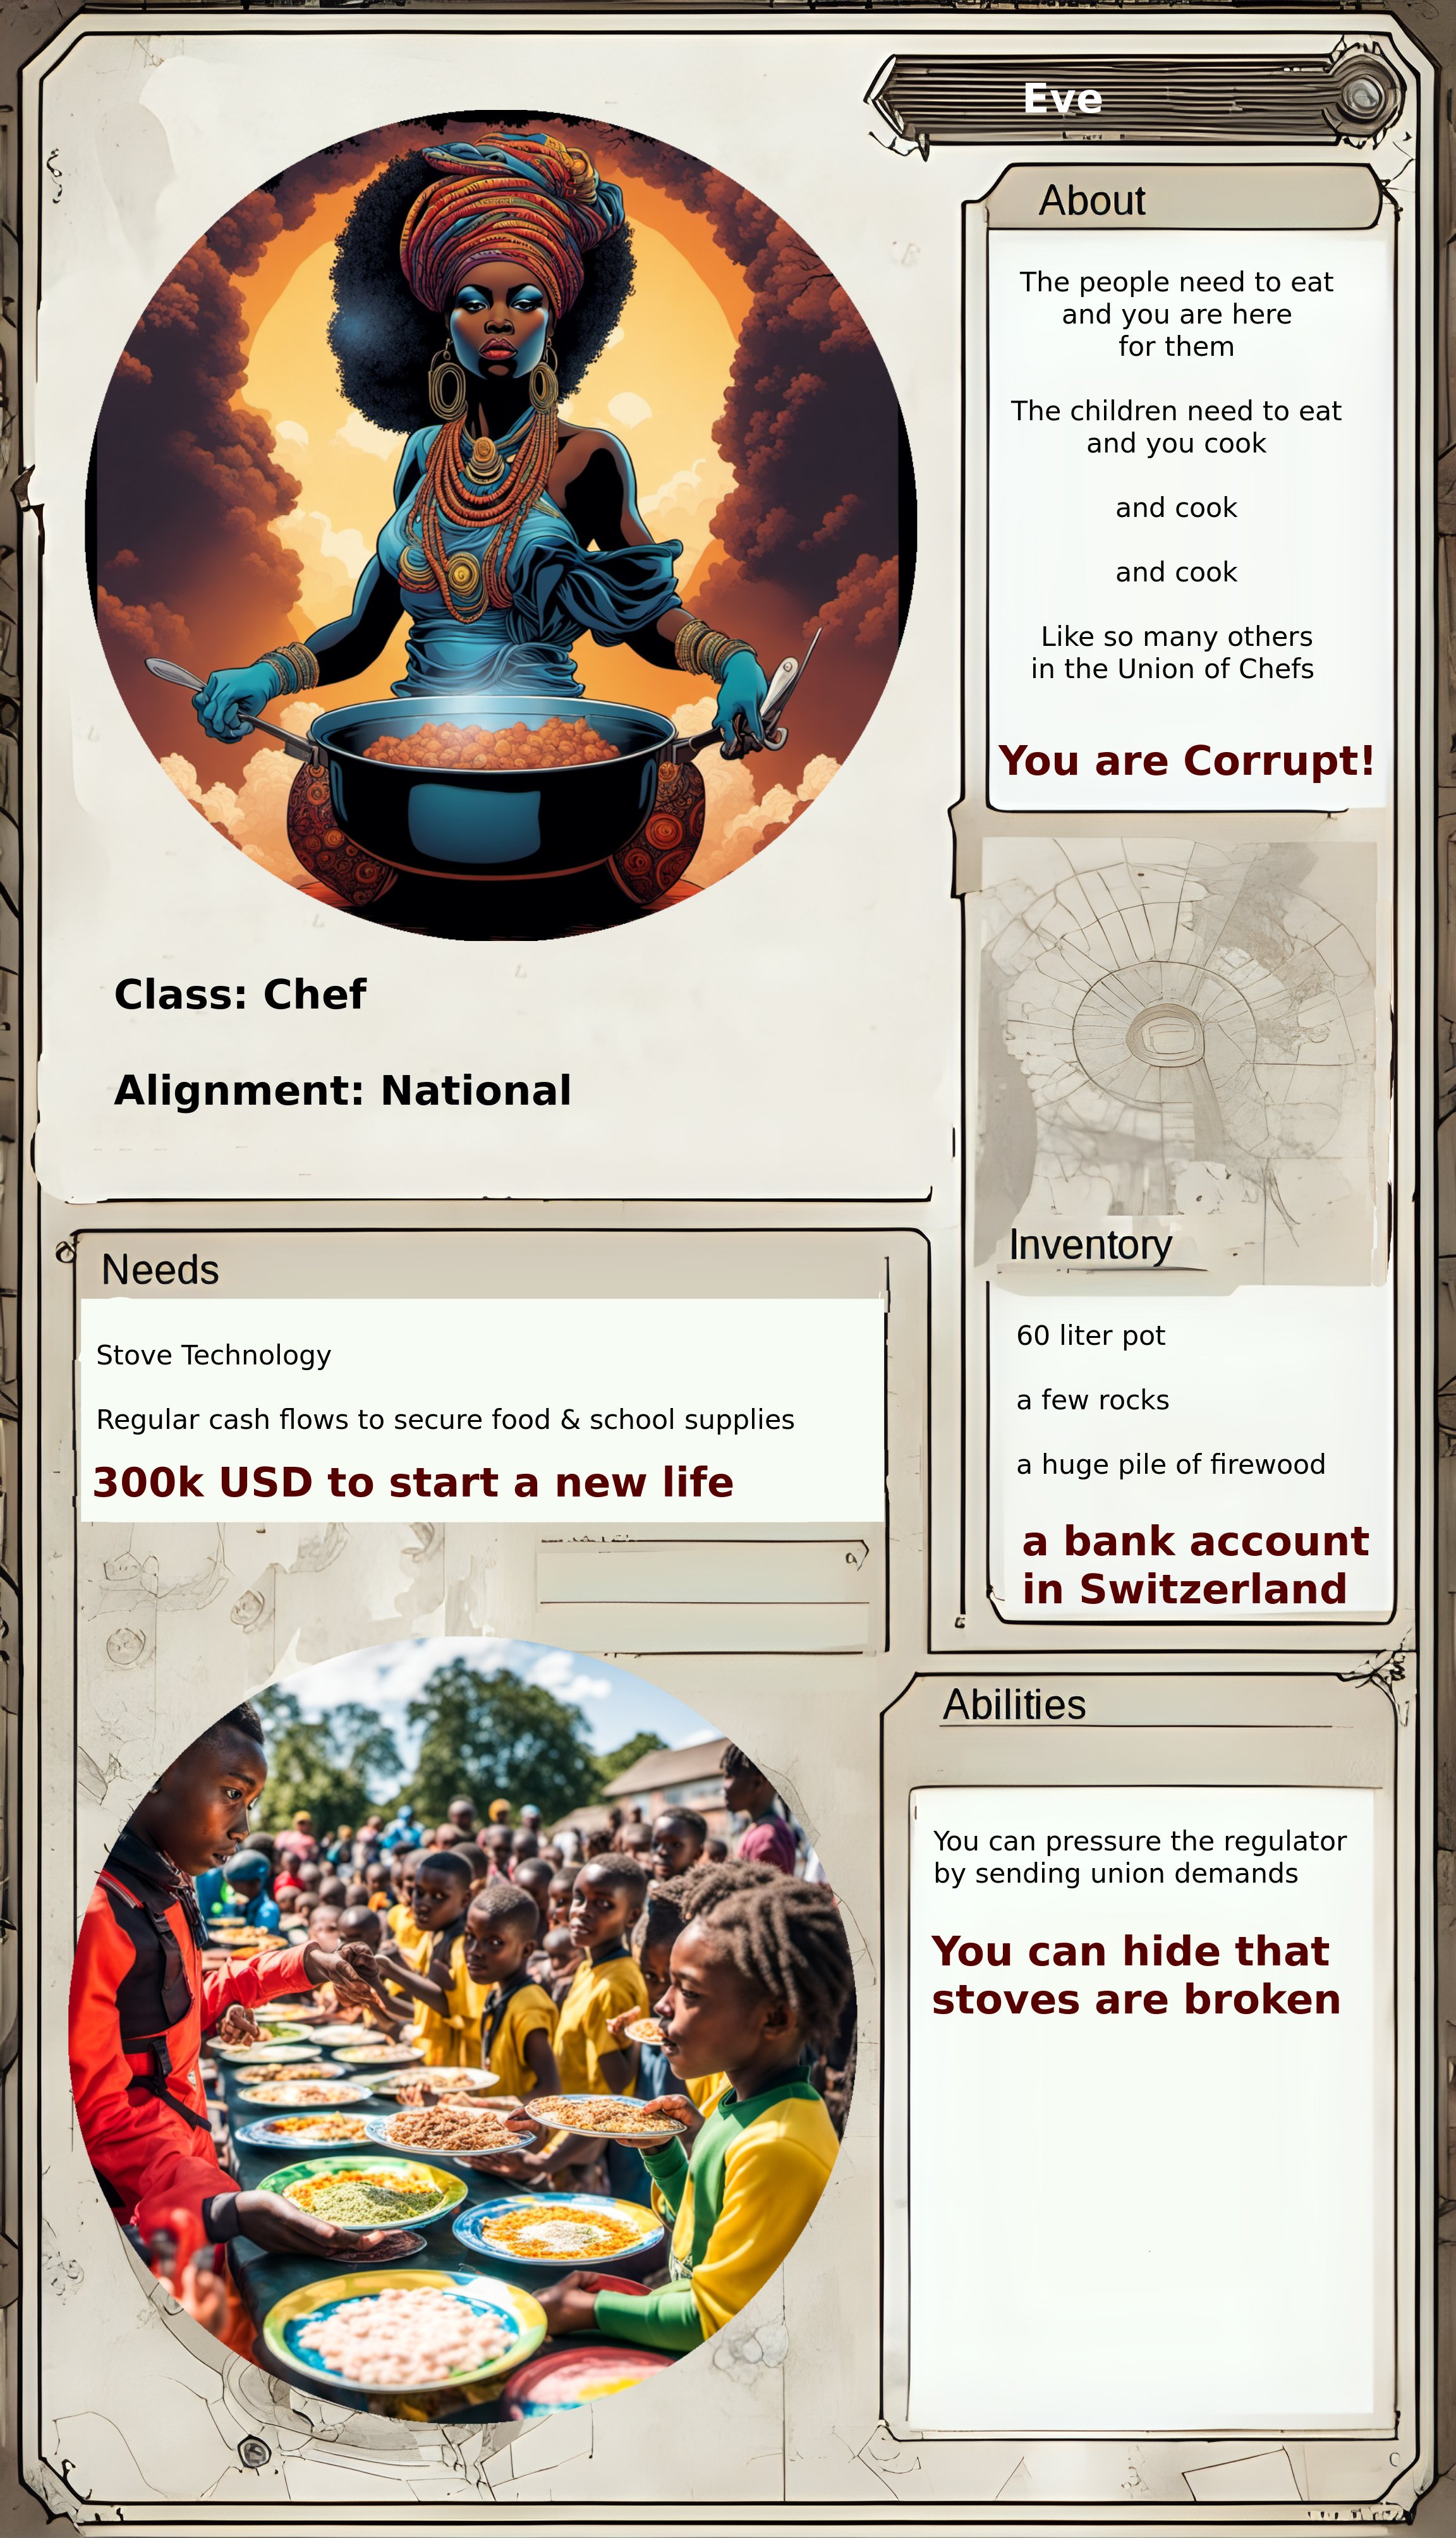 Eve
About
The people need to eat
and you are here
for them
The children need to eat
and you cook
and cook
and cook
Like so many others
in the Union of Chefs
You are Corrupt!
Class: Chef
Alignment: National
Needs
Stove Technology
Regular cash flows to secure food & school supplies
300k USD to start a new life
Inventory
60 liter pot
a few rocks
a huge pile of firewood
a bank account
in Switzerland
Abilities
You can pressure the regulator
by sending union demands
You can hide that
stoves are broken